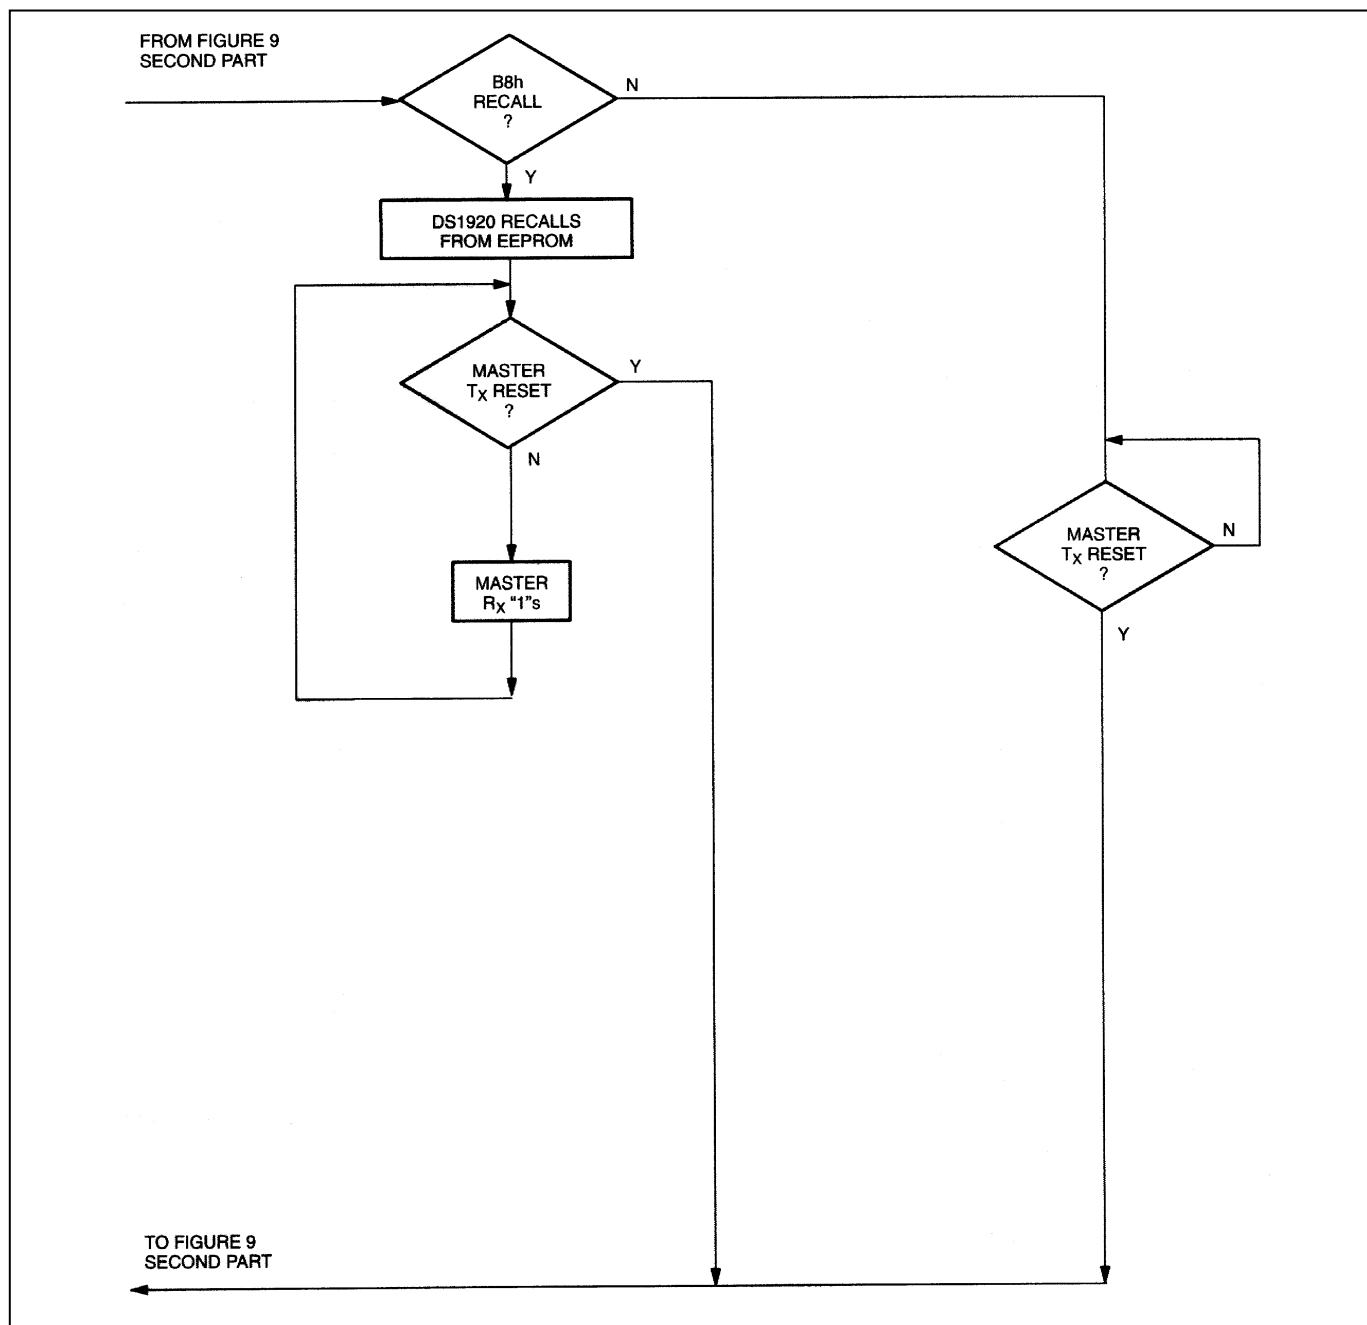 FROM FIGURE 9
SECOND PART
B8h
RECALL
?
N
Y
DS1920 RECALLS
FROM EEPROM
MASTER
TX RESET
?
Y
N
MASTER
RX “1”s
MASTER
TX RESET
?
N
Y
TO FIGURE 9
SECOND PART